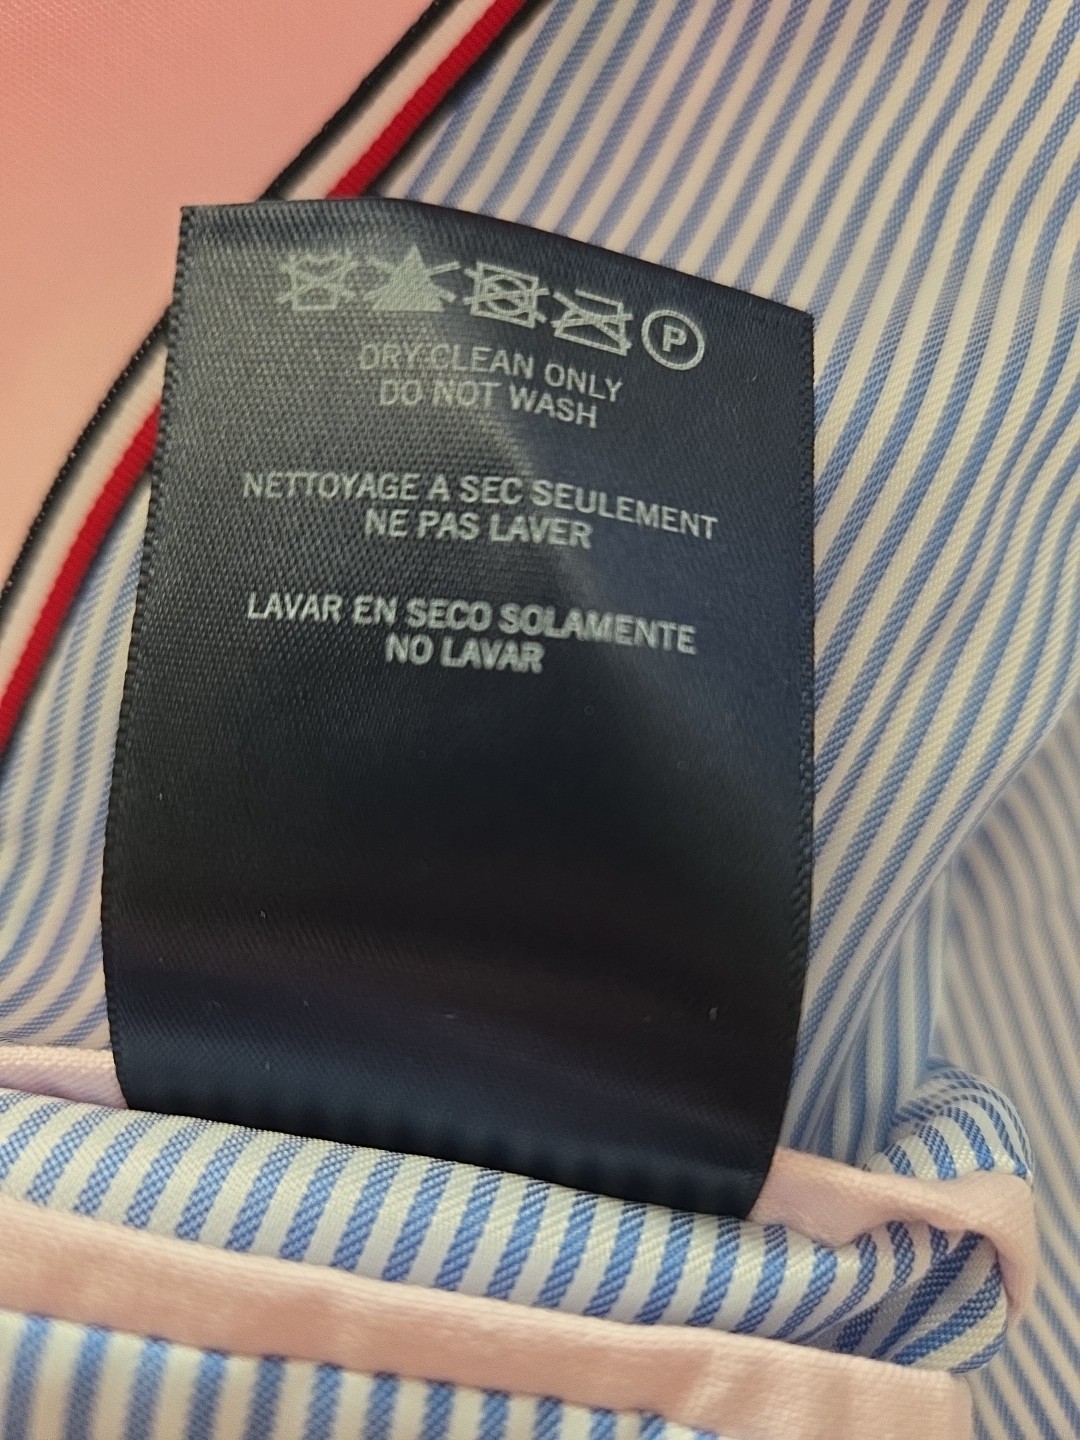 P
DRY CLEAN ONLY
DO NOT WASH
NETTOYAGE A SEC SEULEMENT
NE PAS LAVER
LAVAR EN SECO SOLAMENTE
NO LAVAR